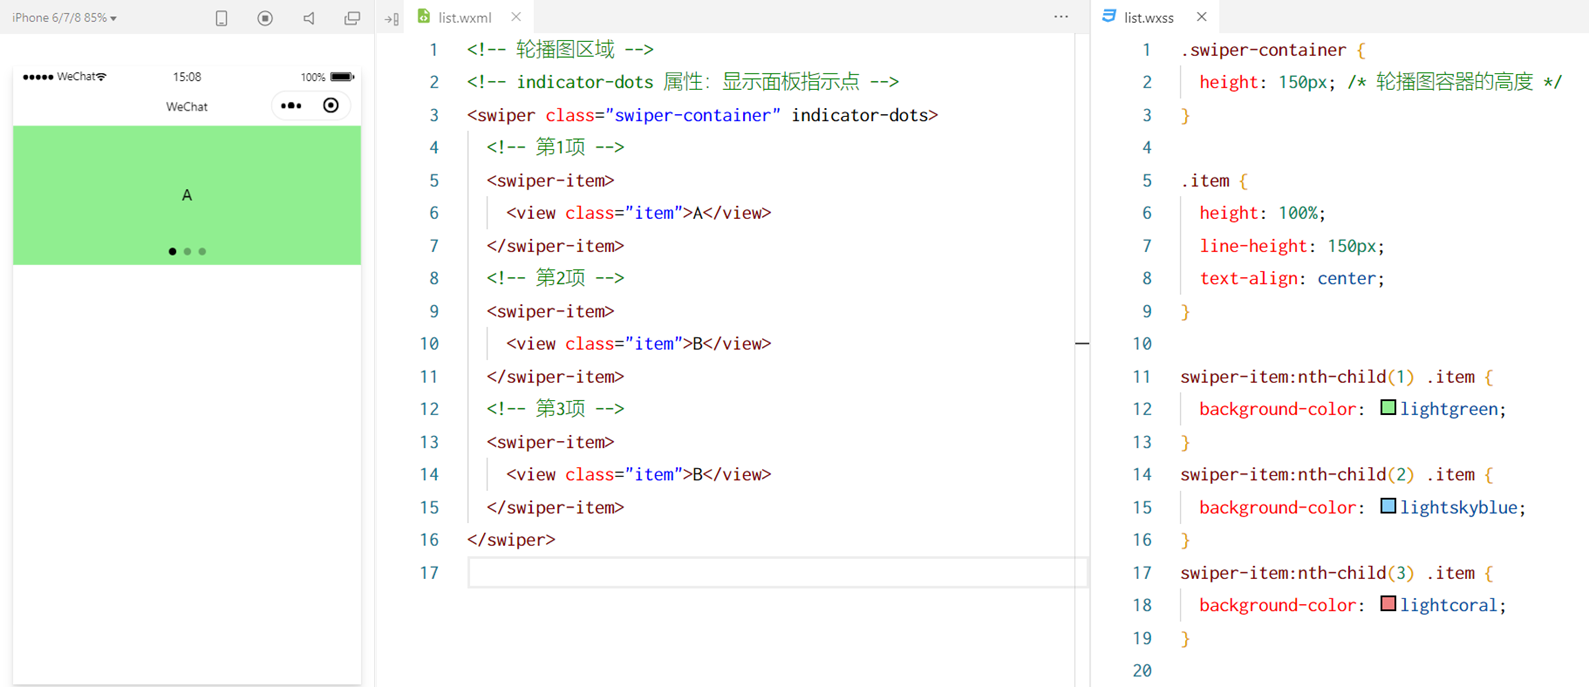 iPhone 6/7/8 85%
WeChat
15:08
100%
WeChat
A
list.wxml
1 <!-- 轮播图区域 -->
2 <!-- indicator-dots 属性：显示面板指示点 -->
3 <swiper class="swiper-container" indicator-dots>
4 <!-- 第1项 -->
5 <swiper-item>
6 <view class="item">A</view>
7 </swiper-item>
8 <!-- 第2项 -->
9 <swiper-item>
10 <view class="item">B</view>
11 </swiper-item>
12 <!-- 第3项 -->
13 <swiper-item>
14 <view class="item">B</view>
15 </swiper-item>
16 </swiper>
17
list.wxss
1 .swiper-container {
2 height: 150px; /* 轮播图容器的高度 */
3 }
4
5 .item {
6 height: 100%;
7 line-height: 150px;
8 text-align: center;
9 }
10
11 swiper-item:nth-child(1) .item {
12 background-color: lightgreen;
13 }
14 swiper-item:nth-child(2) .item {
15 background-color: lightskyblue;
16 }
17 swiper-item:nth-child(3) .item {
18 background-color: lightcoral;
19 }
20